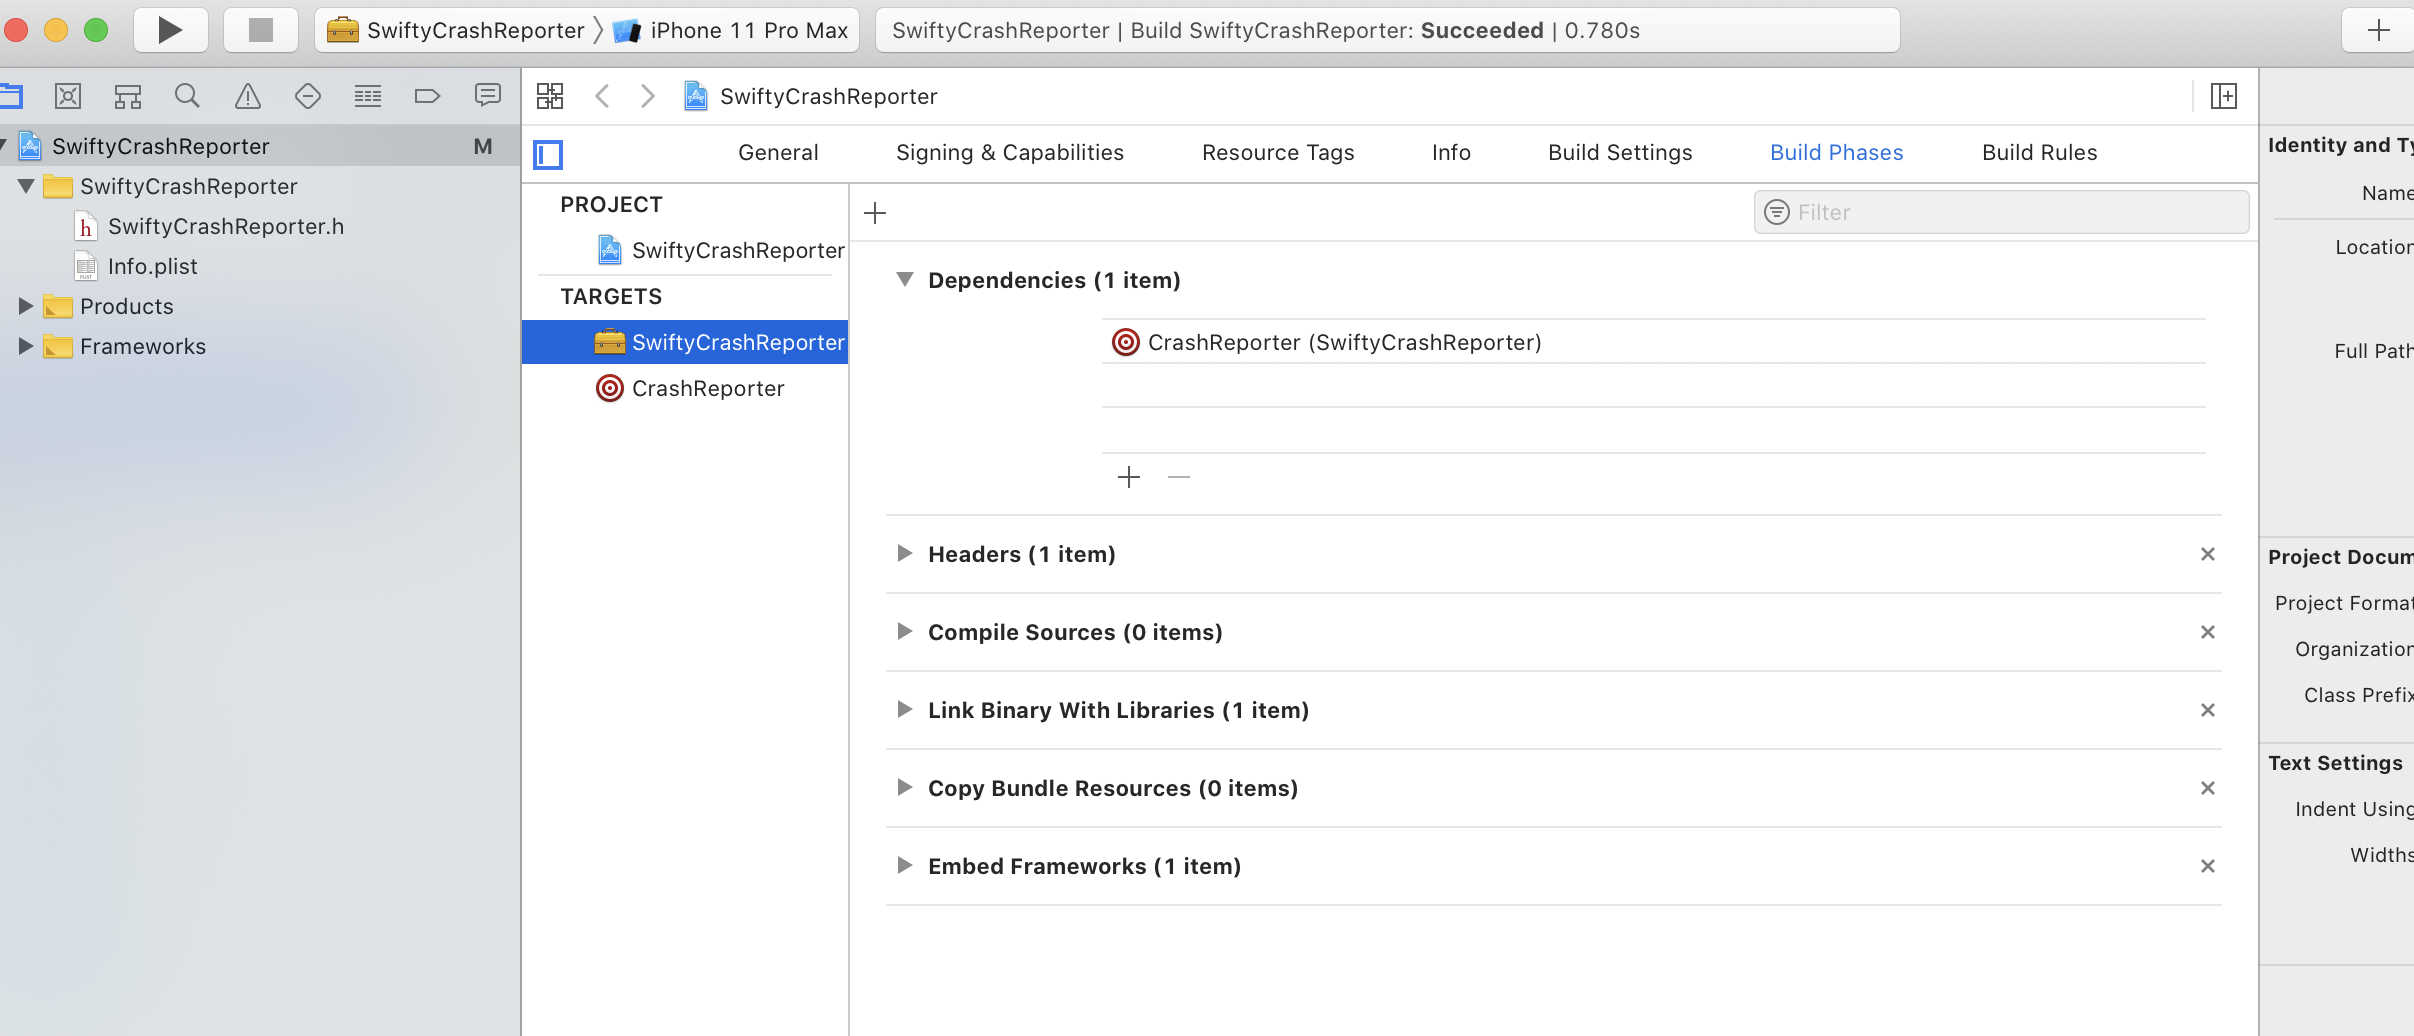 SwiftyCrashReporter iPhone 11 Pro Max
SwiftyCrashReporter | Build SwiftyCrashReporter: Succeeded | 0.780s
SwiftyCrashReporter M
SwiftyCrashReporter
h SwiftyCrashReporter.h
Info.plist
Products
Frameworks
SwiftyCrashReporter
General Signing & Capabilities Resource Tags Info Build Settings Build Phases Build Rules
PROJECT
SwiftyCrashReporter
TARGETS
SwiftyCrashReporter
CrashReporter
Filter
Dependencies (1 item)
CrashReporter (SwiftyCrashReporter)
Headers (1 item)
Compile Sources (0 items)
Link Binary With Libraries (1 item)
Copy Bundle Resources (0 items)
Embed Frameworks (1 item)
Identity and Ty
Name
Location
Full Path
Project Docum
Project Format
Organization
Class Prefix
Text Settings
Indent Using
Widths